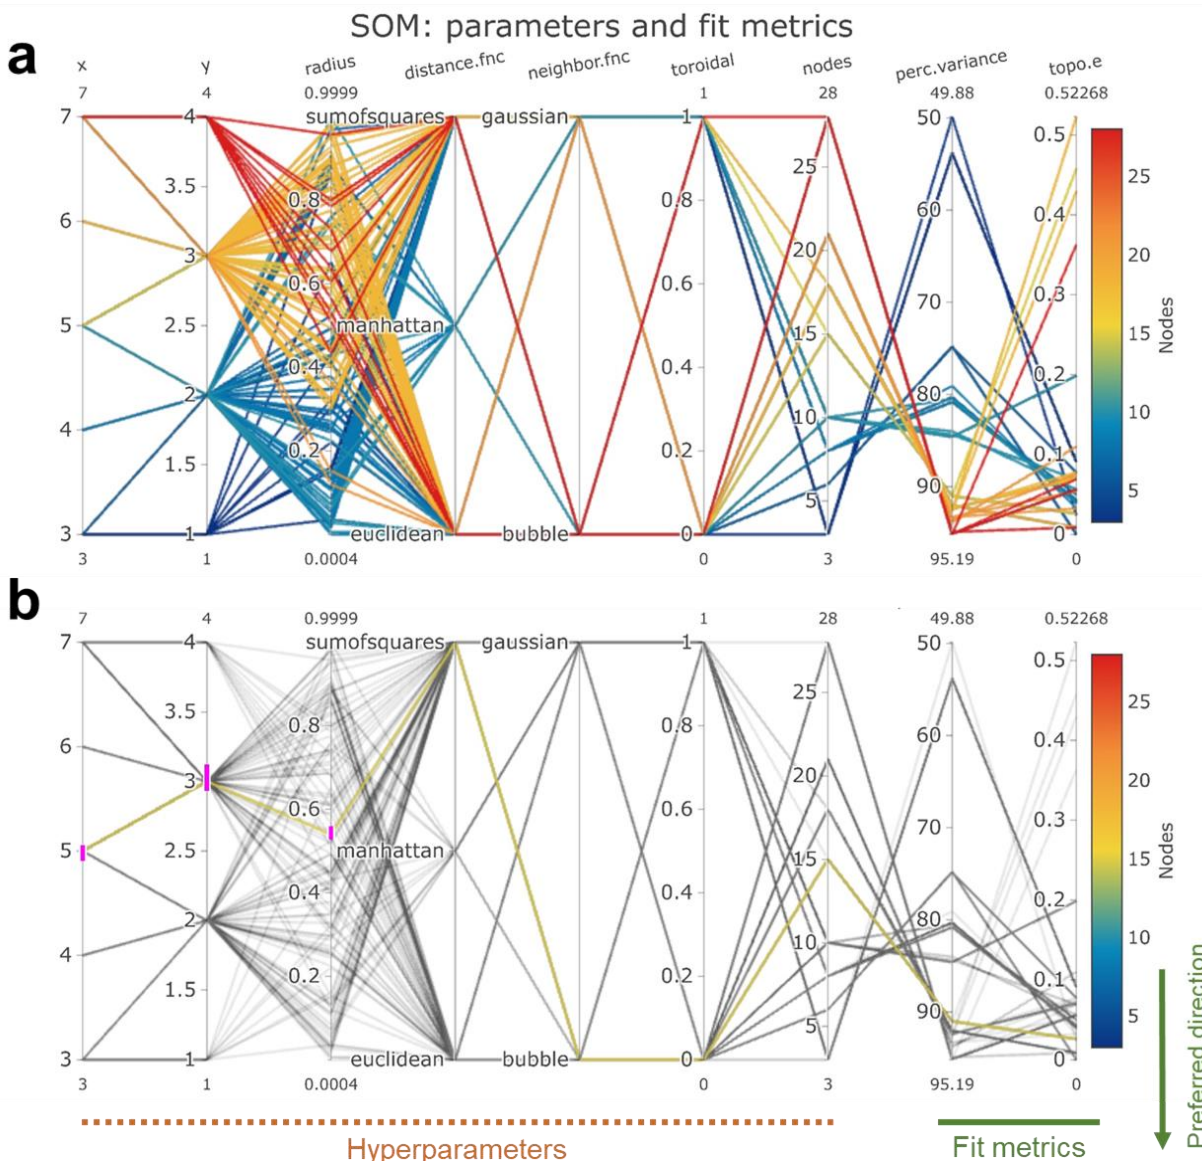 SOM: parameters and fit metrics
a
x y radius distance.fnc neighbor.fnc toroidal nodes perc.variance topo.e
7 4 0.9999 1 28 49.88 0.52268
7 4 sumofsquares gaussian 1 50
0.5
25 25
6 3.5 0.8 0.8 60 0.4
3 20 20
0.6 0.6 70 0.3
5 2.5 manhattan 15 15
Nodes
0.4 0.4 80 0.2
4 2 10 10
1.5 0.2 0.2 90 0.1
5 5
3 1 euclidean bubble 0 0
3 1 0.0004 0 3 95.19 0
b
7 4 0.9999 1 28 49.88 0.52268
7 4 sumofsquares gaussian 1 50
0.5
25 25
6 3.5 0.8 0.8 60 0.4
3 20 20
0.6 0.6 70 0.3
5 2.5 manhattan 15 15
Nodes
0.4 0.4 80 0.2
4 2 10 10
1.5 0.2 0.2 90 0.1
5 5
3 1 euclidean bubble 0 0
3 1 0.0004 0 3 95.19 0
Preferred direction
Hyperparameters Fit metrics